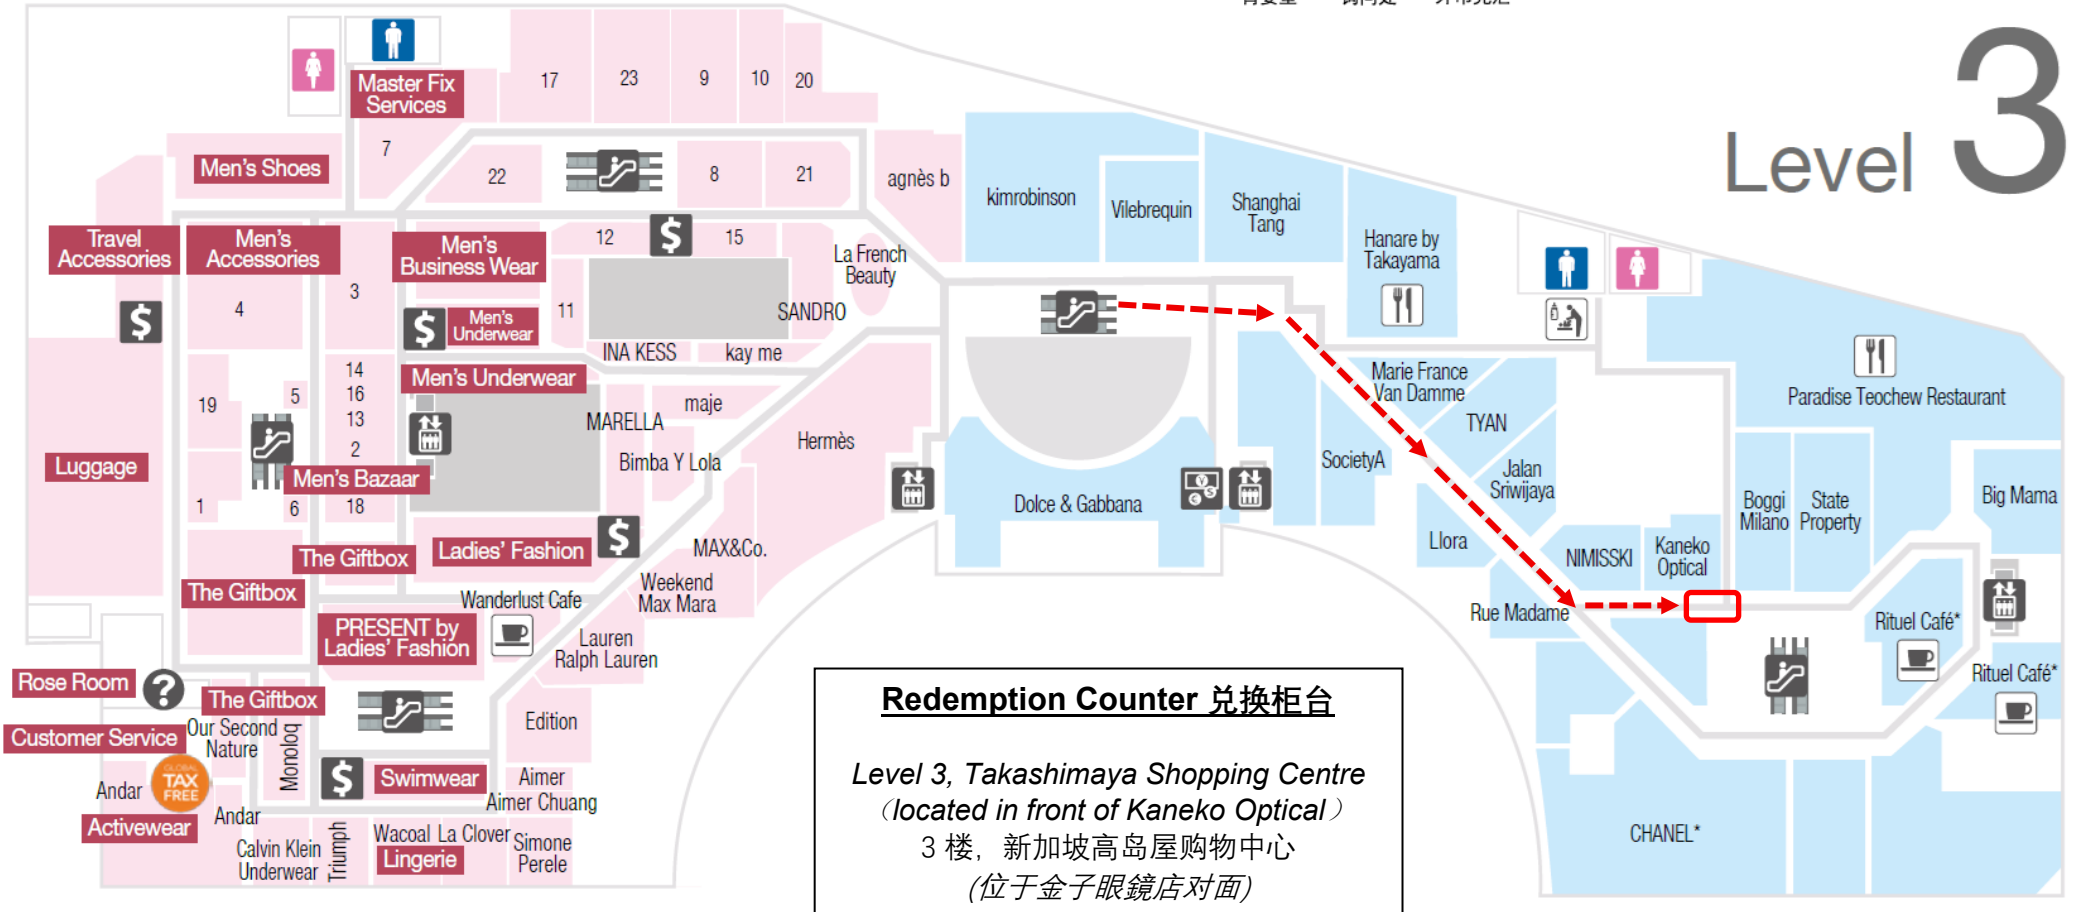 Level 3
Master Fix
Services
17
23
9
10
20
7
Men's Shoes
22
8
21
agnès b
kimrobinson
Vilebrequin
Shanghai
Tang
Hanare by
Takayama
Travel
Accessories
Men's
Accessories
Men's
Business Wear
12
$
15
La French
Beauty
4
3
$
$
Men's
Underwear
11
SANDRO
INA KESS
kay me
14
16
13
2
Men's Underwear
19
5
MARELLA
maje
Bimba Y Lola
Hermès
Luggage
Men's Bazaar
1
6
18
Dolce & Gabbana
SocietyA
Marie France
Van Damme
TYAN
Jalan
Sriwijaya
Paradise Teochew Restaurant
Boggi
Milano
State
Property
Big Mama
Llora
NIMISSKI
Kaneko
Optical
The Giftbox
Ladies' Fashion
$
MAX&Co.
Weekend
Max Mara
The Giftbox
Wanderlust Cafe
PRESENT by
Ladies' Fashion
Lauren
Ralph Lauren
Rue Madame
Rituel Café*
Rituel Café*
Rose Room
?
The Giftbox
Customer Service
Our Second
Nature
Monoloq
Edition
GLOBAL
TAX
FREE
Andar
Activewear
Andar
$
Swimwear
Aimer
Aimer Chuang
Calvin Klein
Underwear
Triumph
Wacoal La Clover
Lingerie
Simone
Perele
CHANEL*
Redemption Counter 兑换柜台
Level 3, Takashimaya Shopping Centre
（located in front of Kaneko Optical）
3 楼，新加坡高岛屋购物中心
(位于金子眼鏡店对面)